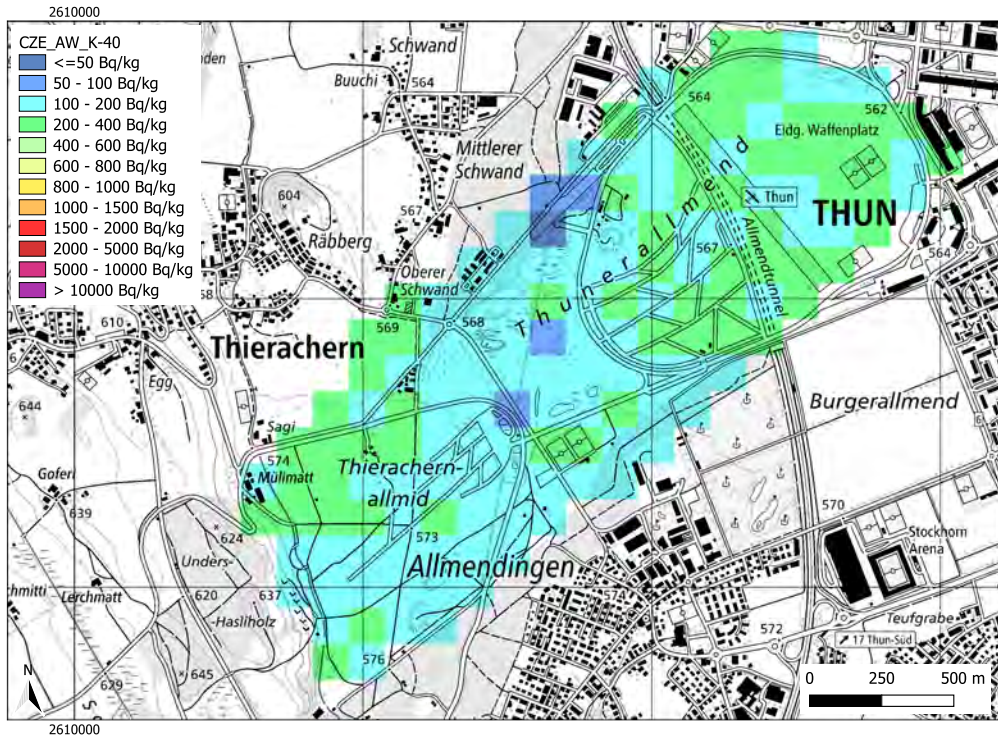 2610000
CZE_AW_K-40
<=50 Bq/kg
50 - 100 Bq/kg
100 - 200 Bq/kg
200 - 400 Bq/kg
400 - 600 Bq/kg
600 - 800 Bq/kg
800 - 1000 Bq/kg
1000 - 1500 Bq/kg
1500 - 2000 Bq/kg
2000 - 5000 Bq/kg
5000 - 10000 Bq/kg
> 10000 Bq/kg
Schwand
Buuchi
564
564
562
Eidg. Waffenplatz
Mittlerer
Schwand
604
567
Thun
THUN
Räbberg
Thunerallmend
567
Allmendtunnel
564
Oberer
Schwand
569
568
610
Thierachern
Egg
644
Burgerallmend
Sagi
574
Mülimatt
Thierachern-
allmid
Goferi
639
624
573
570
Stockhorn
Arena
Unders-
Allmendingen
Lerchmatt
620
637
574
-Hasliholz
Teufgrabe
572
17 Thun-Süd
576
645
629
N
0 250 500 m
2610000